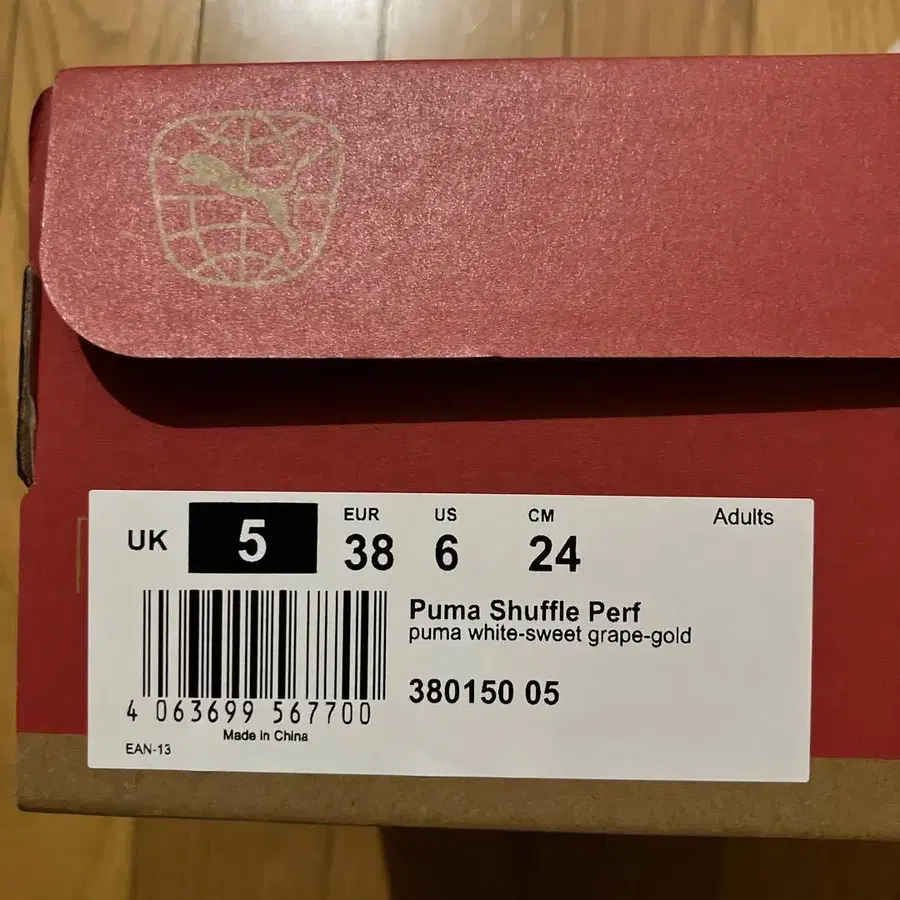 UK 5
EUR 38
US 6
CM 24
Adults
Puma Shuffle Perf
puma white-sweet grape-gold
380150 05
4 063699 567700
Made in China
EAN-13